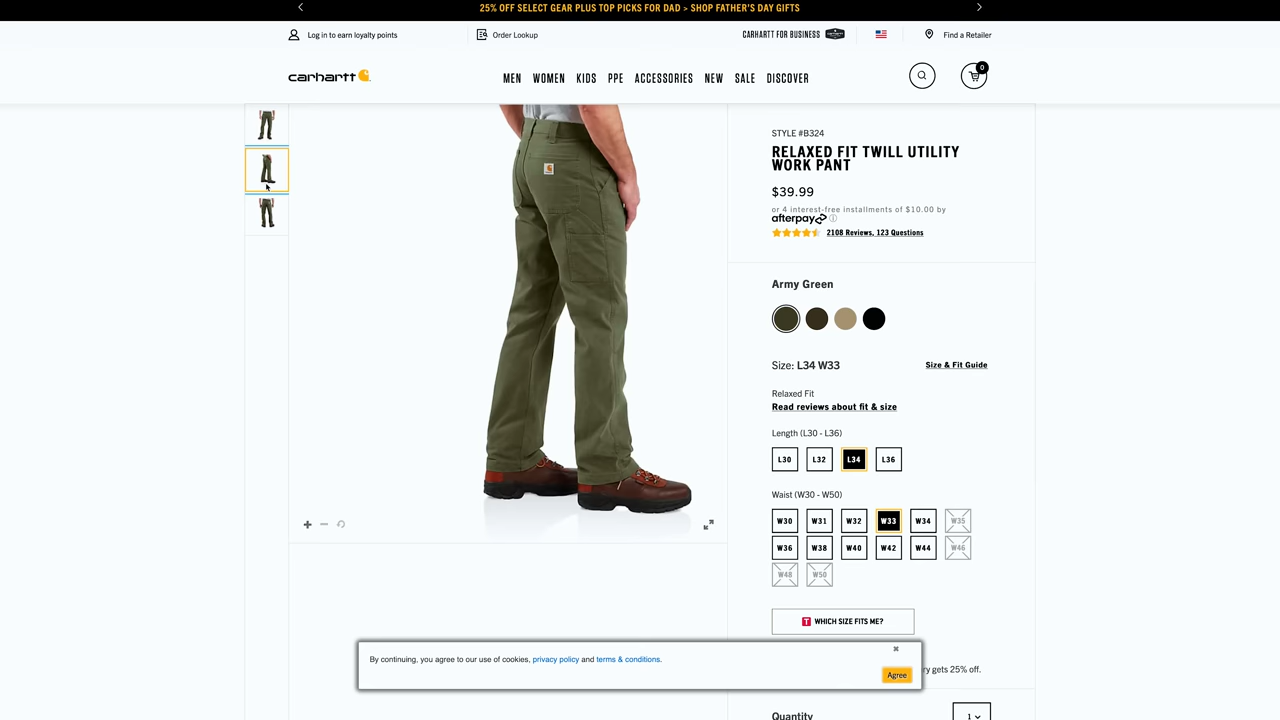 25% OFF SELECT GEAR PLUS TOP PICKS FOR DAD > SHOP FATHER'S DAY GIFTS
Log in to earn loyalty points
Order Lookup
CARHARTT FOR BUSINESS
Find a Retailer
carhartt
MEN WOMEN KIDS PPE ACCESSORIES NEW SALE DISCOVER
0
STYLE #B324
RELAXED FIT TWILL UTILITY
WORK PANT
$39.99
or 4 interest-free installments of $10.00 by
afterpay
2108 Reviews, 123 Questions
Army Green
Size: L34 W33
Size & Fit Guide
Relaxed Fit
Read reviews about fit & size
Length (L30 - L36)
L30 L32 L34 L36
Waist (W30 - W50)
W30 W31 W32 W33 W34 W35
W36 W38 W40 W42 W44 W46
W48 W50
T WHICH SIZE FITS ME?
By continuing, you agree to our use of cookies, privacy policy and terms & conditions.
Agree
ry gets 25% off.
Quantity
1